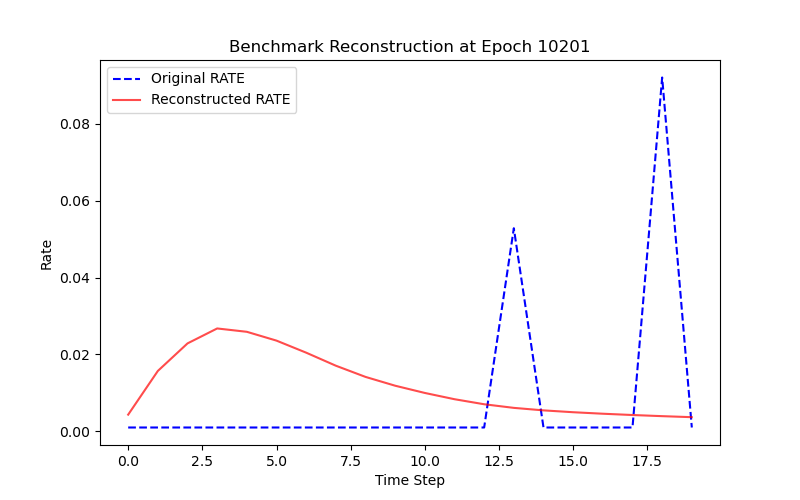 Benchmark Reconstruction at Epoch 10201
Original RATE
Reconstructed RATE
Rate
0.08
0.06
0.04
0.02
0.00
0.0 2.5 5.0 7.5 10.0 12.5 15.0 17.5
Time Step